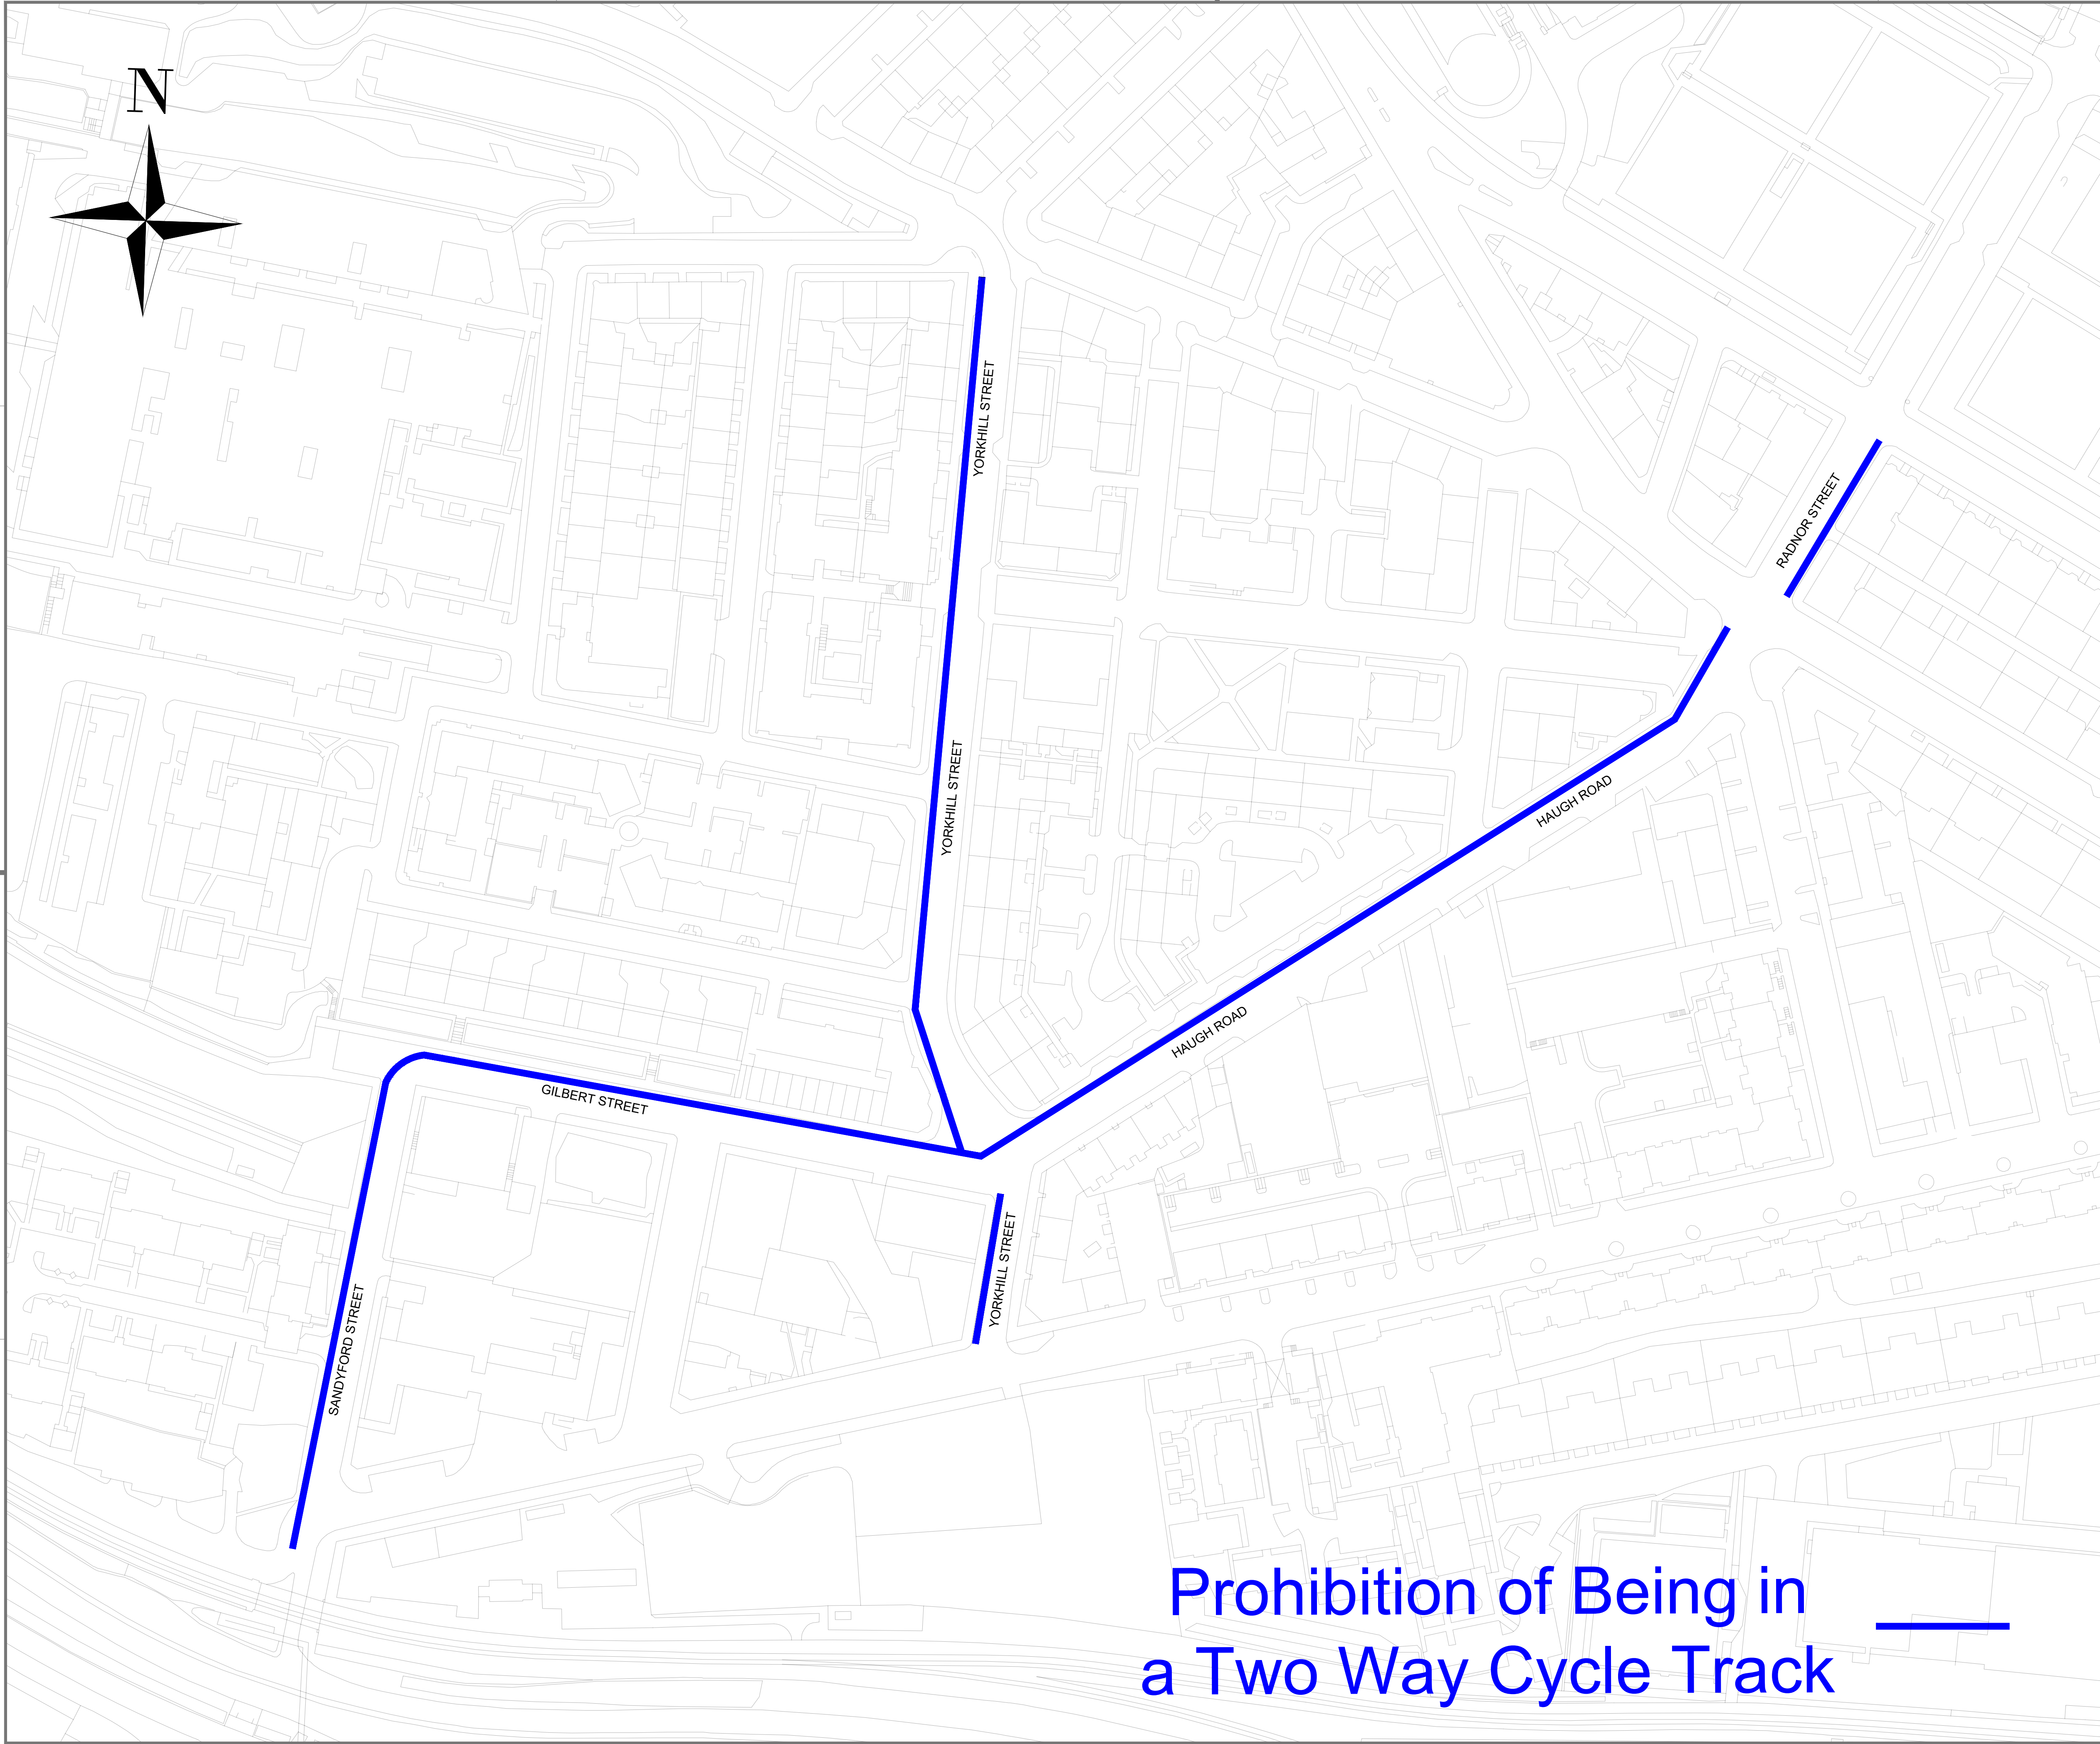 N
YORKHILL STREET
RADNOR STREET
YORKHILL STREET
HAUGH ROAD
HAUGH ROAD
GILBERT STREET
YORKHILL STREET
SANDYFORD STREET
Prohibition of Being in
a Two Way Cycle Track